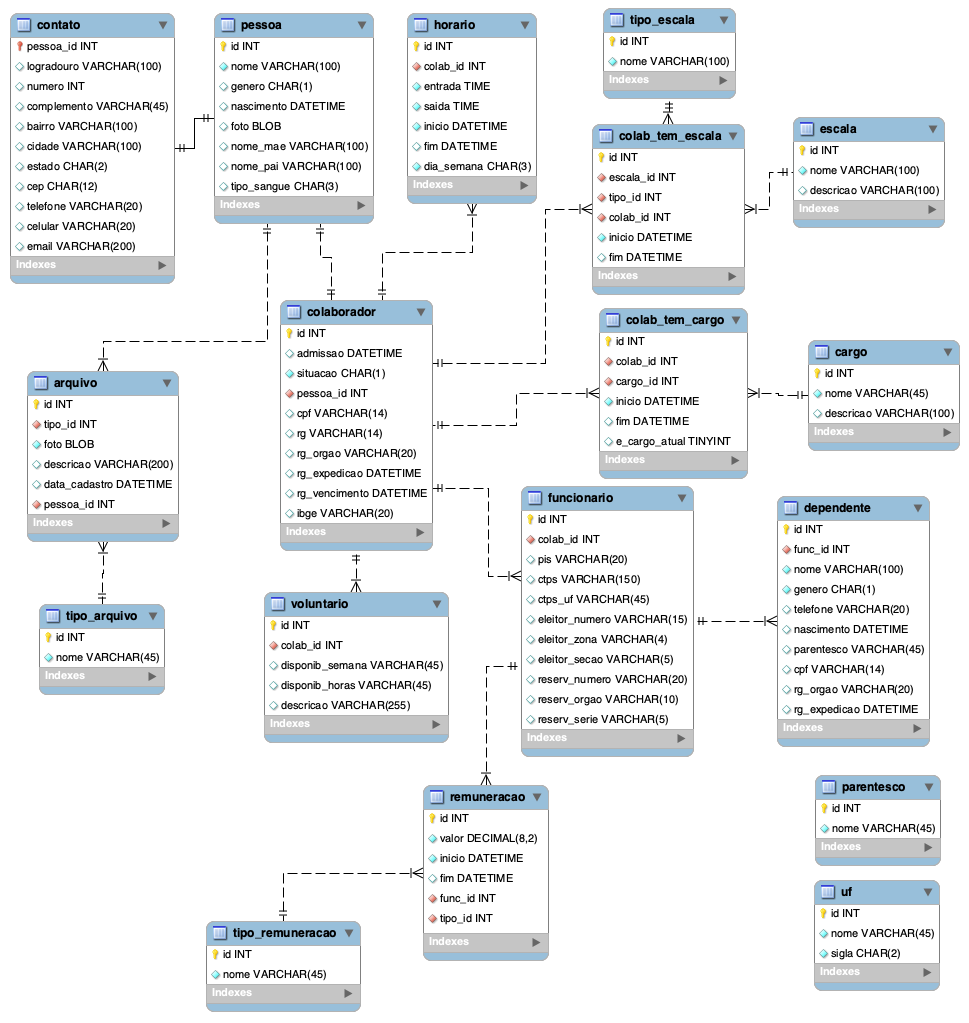 contato
pessoa_id INT
logradouro VARCHAR(100)
numero INT
complemento VARCHAR(45)
bairro VARCHAR(100)
cidade VARCHAR(100)
estado CHAR(2)
cep CHAR(12)
telefone VARCHAR(20)
celular VARCHAR(20)
email VARCHAR(200)
Indexes
pessoa
id INT
nome VARCHAR(100)
genero CHAR(1)
nascimento DATETIME
foto BLOB
nome_mae VARCHAR(100)
nome_pai VARCHAR(100)
tipo_sangue CHAR(3)
Indexes
horario
id INT
colab_id INT
entrada TIME
saida TIME
inicio DATETIME
fim DATETIME
dia_semana CHAR(3)
Indexes
tipo_escala
id INT
nome VARCHAR(100)
Indexes
colab_tem_escala
id INT
escala_id INT
tipo_id INT
colab_id INT
inicio DATETIME
fim DATETIME
Indexes
escala
id INT
nome VARCHAR(100)
descricao VARCHAR(100)
Indexes
colaborador
id INT
admissao DATETIME
situacao CHAR(1)
pessoa_id INT
cpf VARCHAR(14)
rg VARCHAR(14)
rg_orgao VARCHAR(20)
rg_expedicao DATETIME
rg_vencimento DATETIME
ibge VARCHAR(20)
Indexes
colab_tem_cargo
id INT
colab_id INT
cargo_id INT
inicio DATETIME
fim DATETIME
e_cargo_atual TINYINT
Indexes
cargo
id INT
nome VARCHAR(45)
descricao VARCHAR(100)
Indexes
arquivo
id INT
tipo_id INT
foto BLOB
descricao VARCHAR(200)
data_cadastro DATETIME
pessoa_id INT
Indexes
funcionario
id INT
colab_id INT
pis VARCHAR(20)
ctps VARCHAR(150)
ctps_uf VARCHAR(45)
eleitor_numero VARCHAR(15)
eleitor_zona VARCHAR(4)
eleitor_secao VARCHAR(5)
reserv_numero VARCHAR(20)
reserv_orgao VARCHAR(10)
reserv_serie VARCHAR(5)
Indexes
dependente
id INT
func_id INT
nome VARCHAR(100)
genero CHAR(1)
telefone VARCHAR(20)
nascimento DATETIME
parentesco VARCHAR(45)
cpf VARCHAR(14)
rg_orgao VARCHAR(20)
rg_expedicao DATETIME
Indexes
tipo_arquivo
id INT
nome VARCHAR(45)
Indexes
voluntario
id INT
colab_id INT
disponib_semana VARCHAR(45)
disponib_horas VARCHAR(45)
descricao VARCHAR(255)
Indexes
remuneracao
id INT
valor DECIMAL(8,2)
inicio DATETIME
fim DATETIME
func_id INT
tipo_id INT
Indexes
parentesco
id INT
nome VARCHAR(45)
Indexes
uf
id INT
nome VARCHAR(45)
sigla CHAR(2)
Indexes
tipo_remuneracao
id INT
nome VARCHAR(45)
Indexes